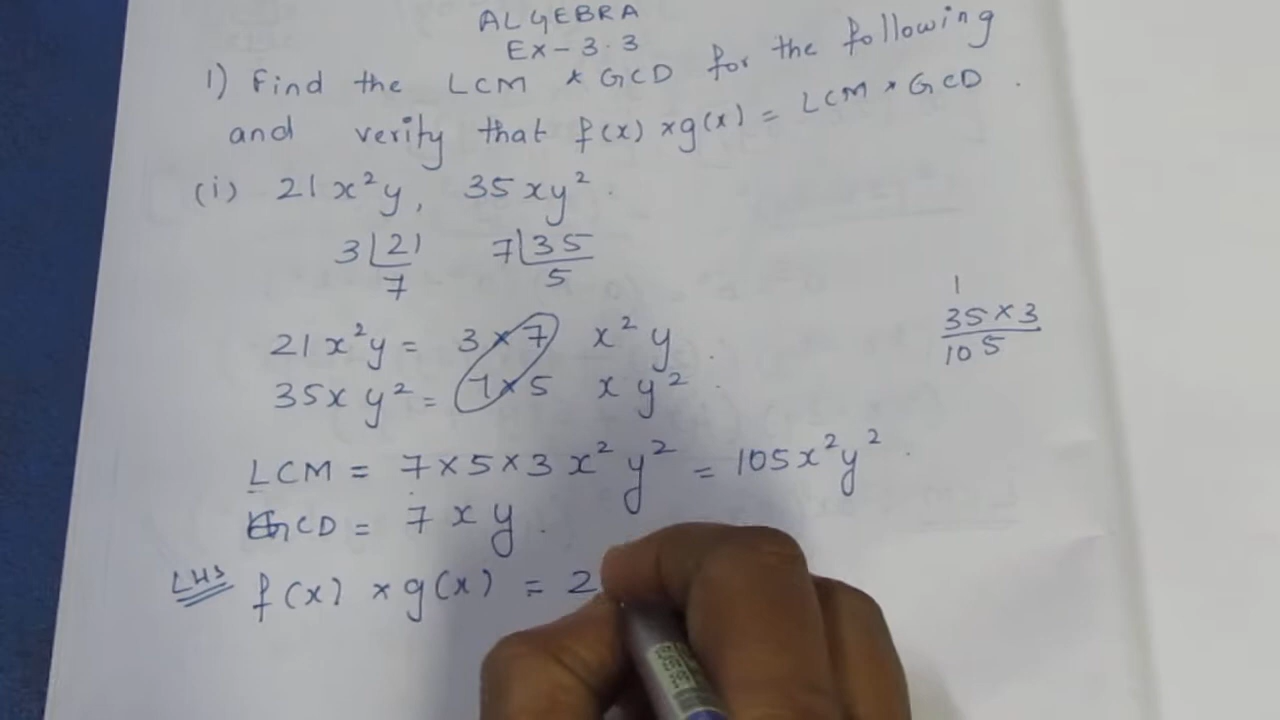 ALGEBRA
EX-3.3
1) Find the LCM * GCD for the following
and verify that f(x) × g(x) = LCM × GCD.
(i) 21x²y, 35xy².
3|21 7|35
7 5
21x²y = 3×7 x²y
35xy² = 7×5 xy²
1
35×3
105
LCM = 7×5×3 x²y² = 105x²y².
GCD = 7xy.
LHS f(x) × g(x) = 2